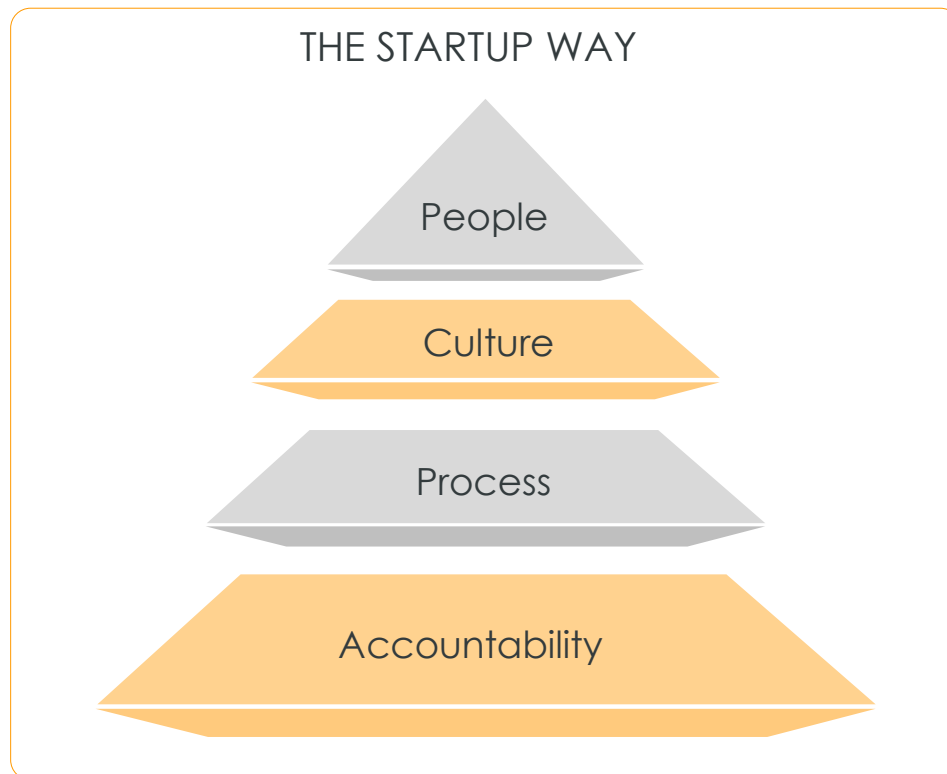 THE STARTUP WAY
People
Culture
Process
Accountability